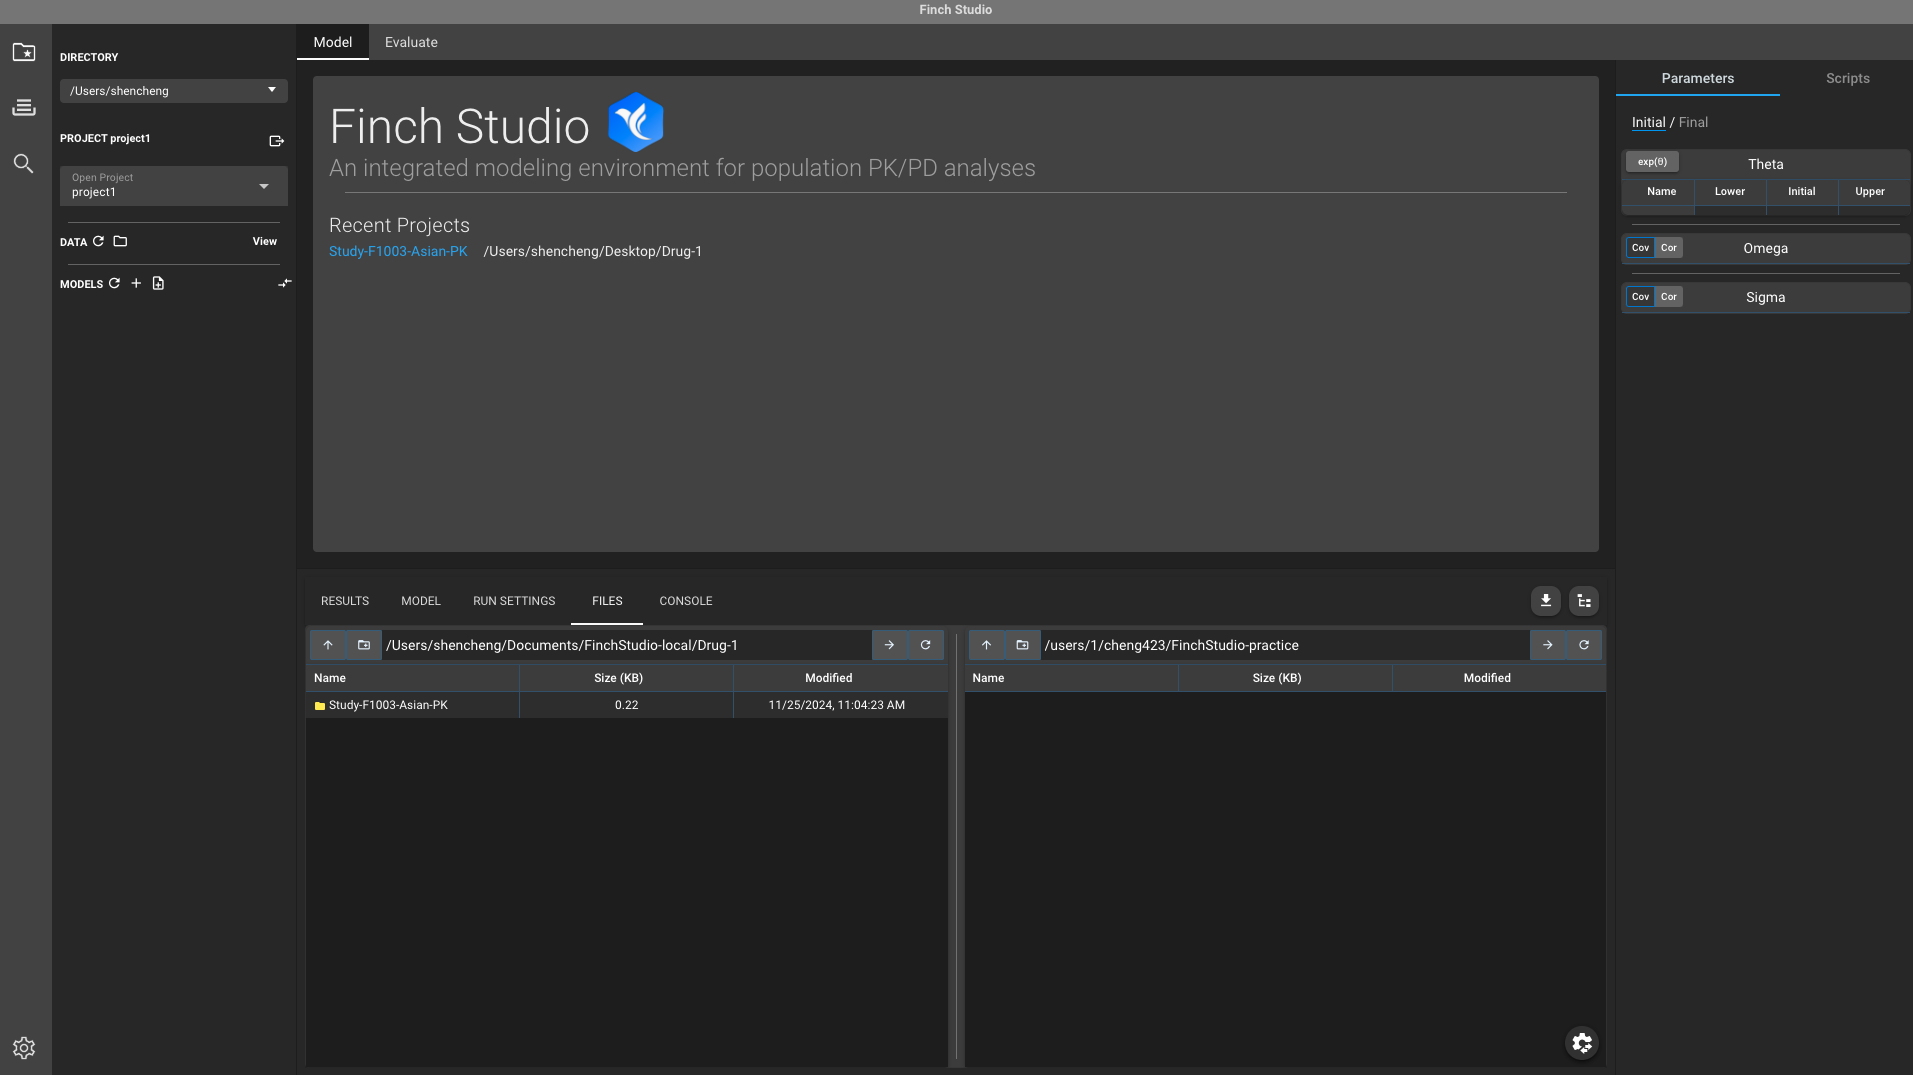 Finch Studio
Model
Evaluate
DIRECTORY
/Users/shencheng
PROJECT project1
Open Project
project1
DATA
View
MODELS
Finch Studio
An integrated modeling environment for population PK/PD analyses
Recent Projects
Study-F1003-Asian-PK /Users/shencheng/Desktop/Drug-1
Parameters
Scripts
Initial / Final
exp(θ)
Theta
Name Lower Initial Upper
Cov Cor Omega
Cov Cor Sigma
RESULTS MODEL RUN SETTINGS FILES CONSOLE
/Users/shencheng/Documents/FinchStudio-local/Drug-1
Name Size (KB) Modified
Study-F1003-Asian-PK 0.22 11/25/2024, 11:04:23 AM
/users/1/cheng423/FinchStudio-practice
Name Size (KB) Modified